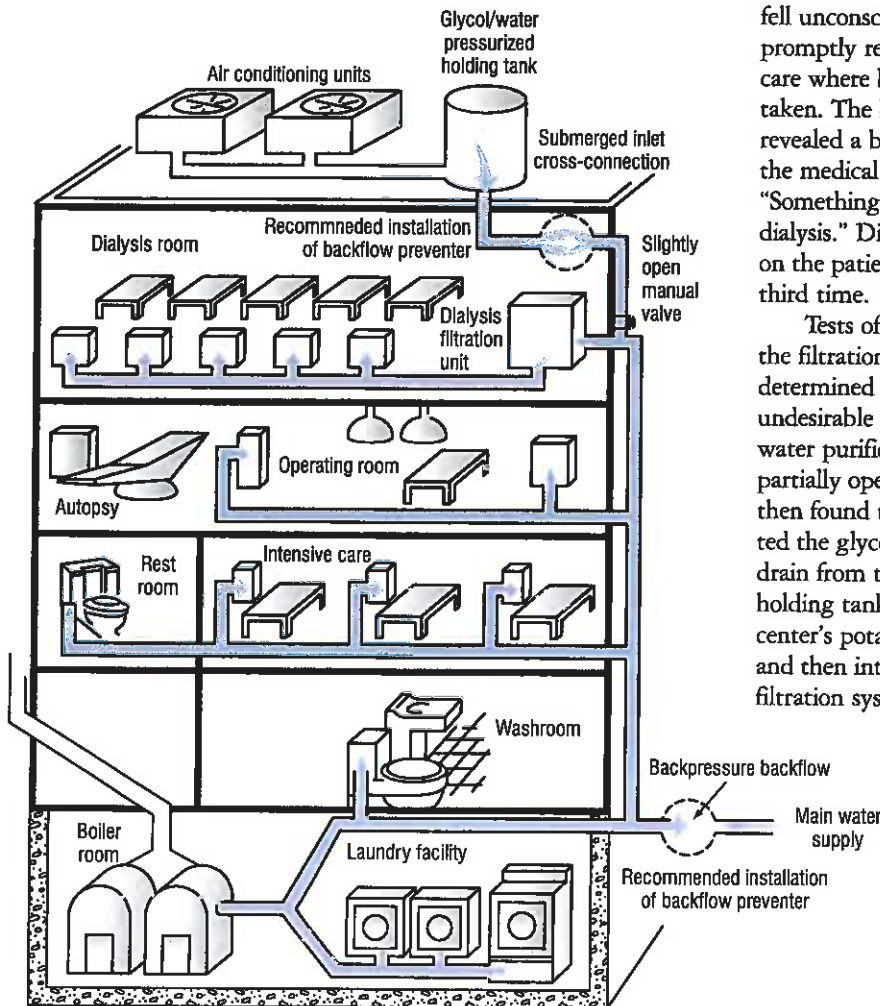 Glycol/water
pressurized
holding tank
Air conditioning units
Submerged inlet
cross-connection
Recommneded installation
of backflow preventer
Slightly
open
manual
valve
Dialysis room
Dialysis
filtration
unit
Operating room
Autopsy
Rest
room
Intensive care
Washroom
Backpressure backflow
Main water
supply
Boiler
room
Laundry facility
Recommended installation
of backflow preventer
fell unconsc
promptly re
care where
taken. The
revealed a b
the medical
"Something
dialysis." Di
on the patie
third time.
Tests of
the filtration
determined
undesirable
water purifi
partially ope
then found t
ted the glyc
drain from t
holding tank
center's pota
and then int
filtration sys